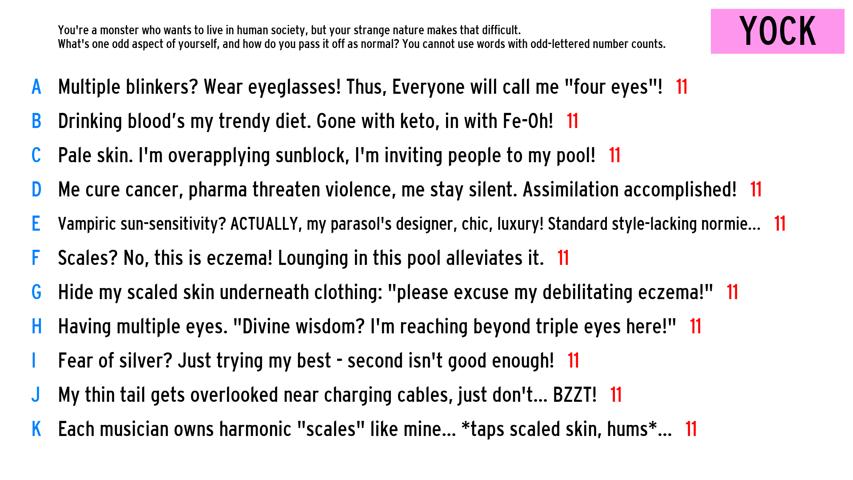 You're a monster who wants to live in human society, but your strange nature makes that difficult.
What's one odd aspect of yourself, and how do you pass it off as normal? You cannot use words with odd-lettered number counts.
YOCK
A Multiple blinkers? Wear eyeglasses! Thus, Everyone will call me "four eyes"! 11
B Drinking blood's my trendy diet. Gone with keto, in with Fe-Oh! 11
C Pale skin. I'm overapplying sunblock, I'm inviting people to my pool! 11
D Me cure cancer, pharma threaten violence, me stay silent. Assimilation accomplished! 11
E Vampiric sun-sensitivity? ACTUALLY, my parasol's designer, chic, luxury! Standard style-lacking normie... 11
F Scales? No, this is eczema! Lounging in this pool alleviates it. 11
G Hide my scaled skin underneath clothing: "please excuse my debilitating eczema!" 11
H Having multiple eyes. "Divine wisdom? I'm reaching beyond triple eyes here!" 11
I Fear of silver? Just trying my best - second isn't good enough! 11
J My thin tail gets overlooked near charging cables, just don't... BZZT! 11
K Each musician owns harmonic "scales" like mine... *taps scaled skin, hums*... 11